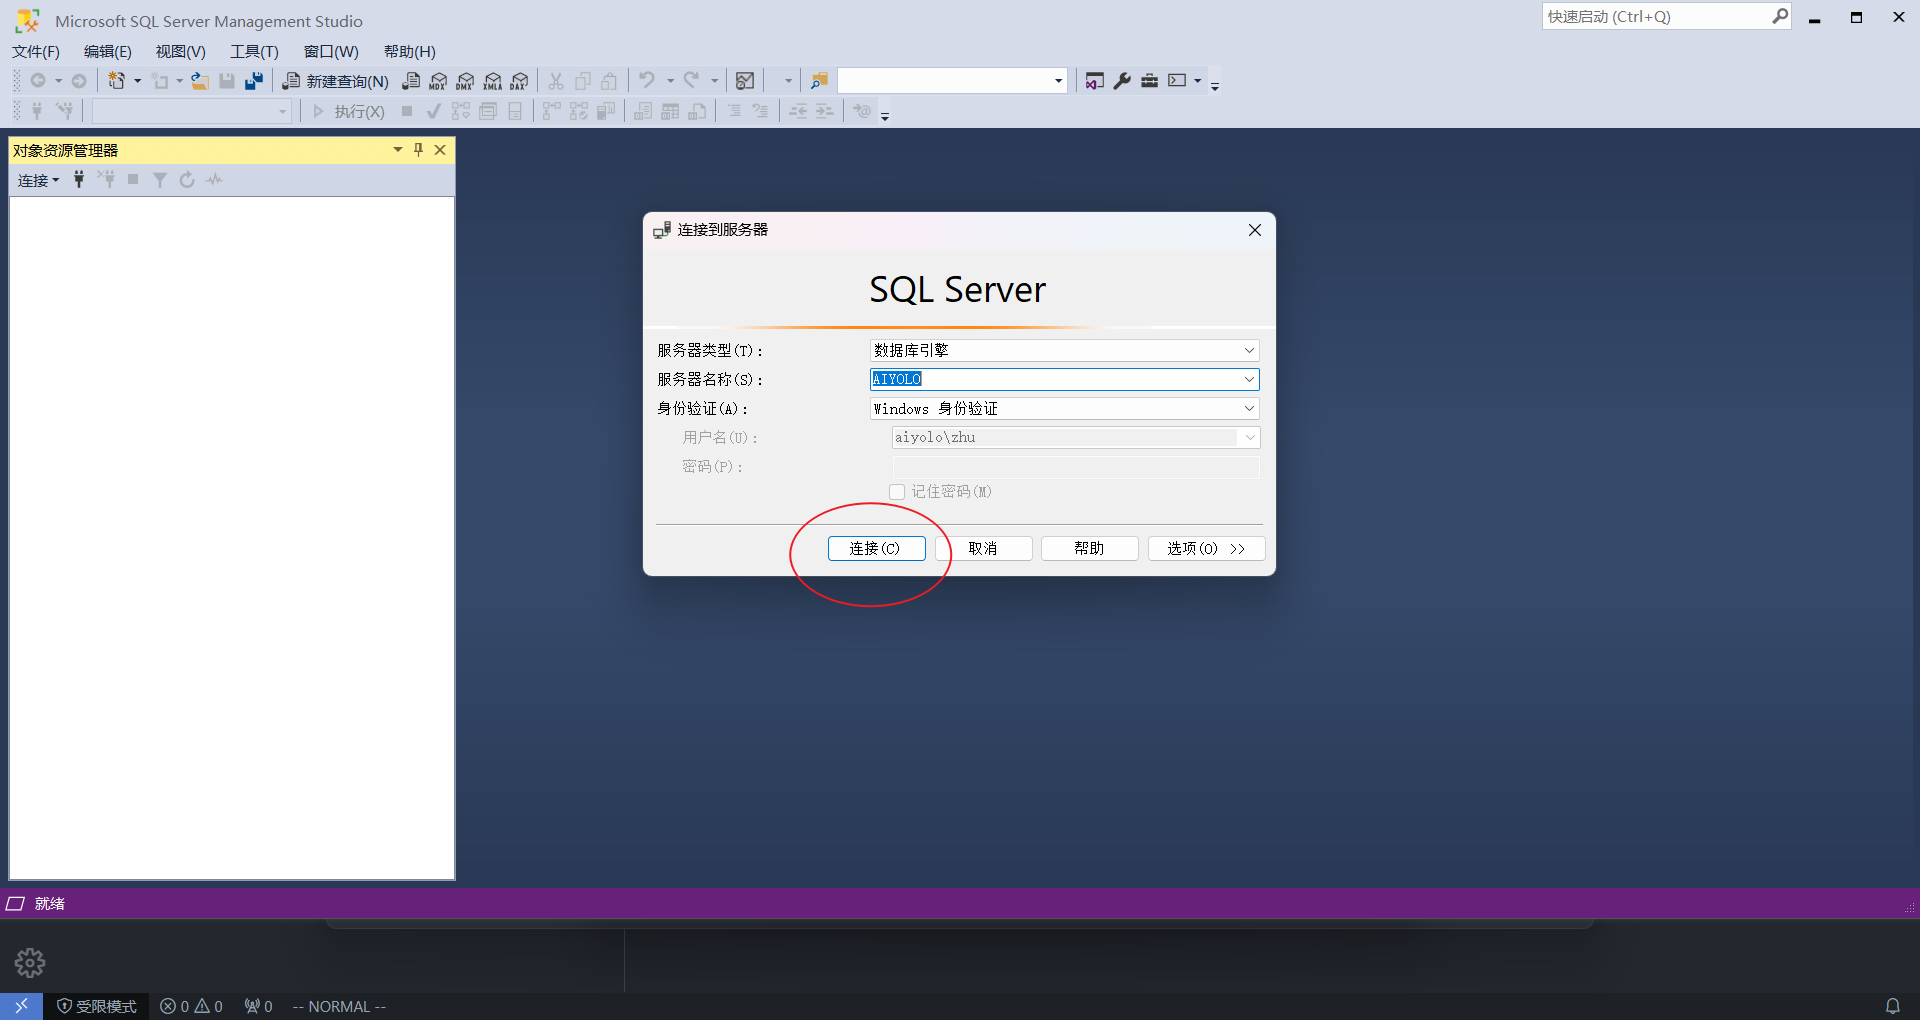 Microsoft SQL Server Management Studio
快速启动 (Ctrl+Q)
文件(F) 编辑(E) 视图(V) 工具(T) 窗口(W) 帮助(H)
新建查询(N) MDX DMX XMLA DAX
执行(X)
对象资源管理器
连接
连接到服务器
SQL Server
服务器类型(T): 数据库引擎
服务器名称(S): AIYOLO
身份验证(A): Windows 身份验证
用户名(U): aiyolo\zhu
密码(P):
记住密码(M)
连接(C) 取消 帮助 选项(O) >>
就绪
受限模式 0 0 0 -- NORMAL --